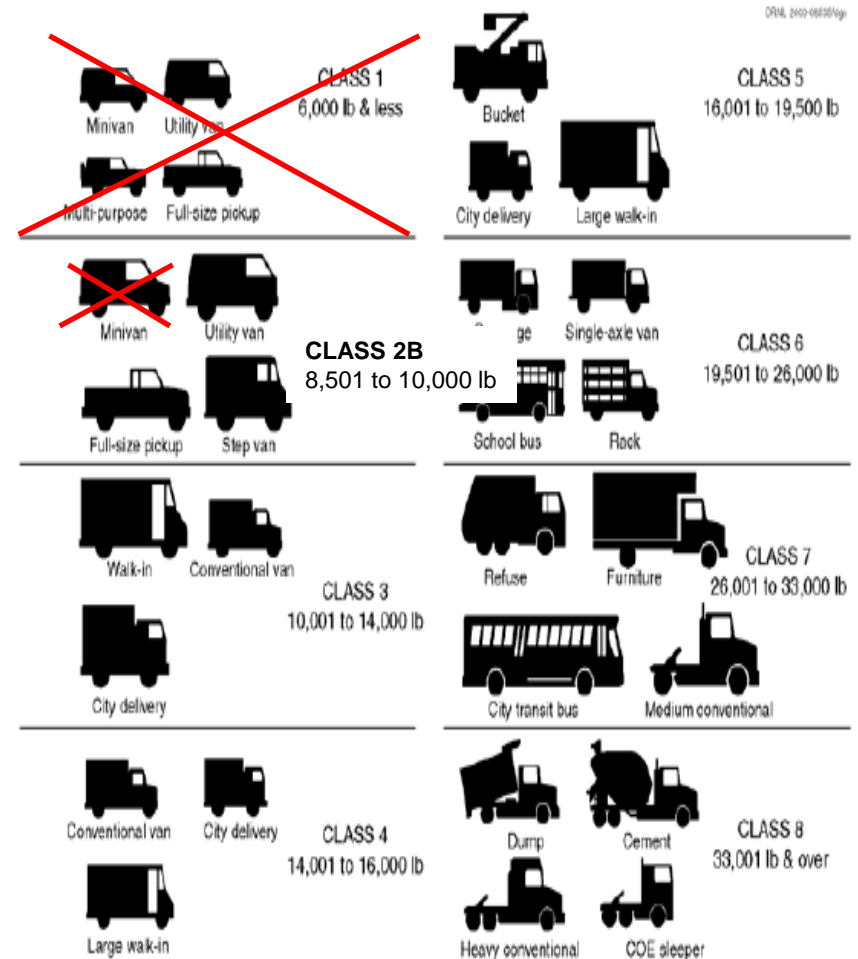 CLASS 1
6,000 lb & less
Minivan
Utility van
Multi-purpose
Full-size pickup
Minivan
Utility van
CLASS 2B
8,501 to 10,000 lb
Full-size pickup
Step van
Walk-in
Conventional van
CLASS 3
10,001 to 14,000 lb
City delivery
Conventional van
City delivery
CLASS 4
14,001 to 16,000 lb
Large walk-in
CLASS 5
16,001 to 19,500 lb
Bucket
City delivery
Large walk-in
Single-axle van
CLASS 6
19,501 to 26,000 lb
School bus
Rack
Refuse
Furniture
CLASS 7
26,001 to 33,000 lb
City transit bus
Medium conventional
Dump
Cement
CLASS 8
33,001 lb & over
Heavy conventional
COE sleeper